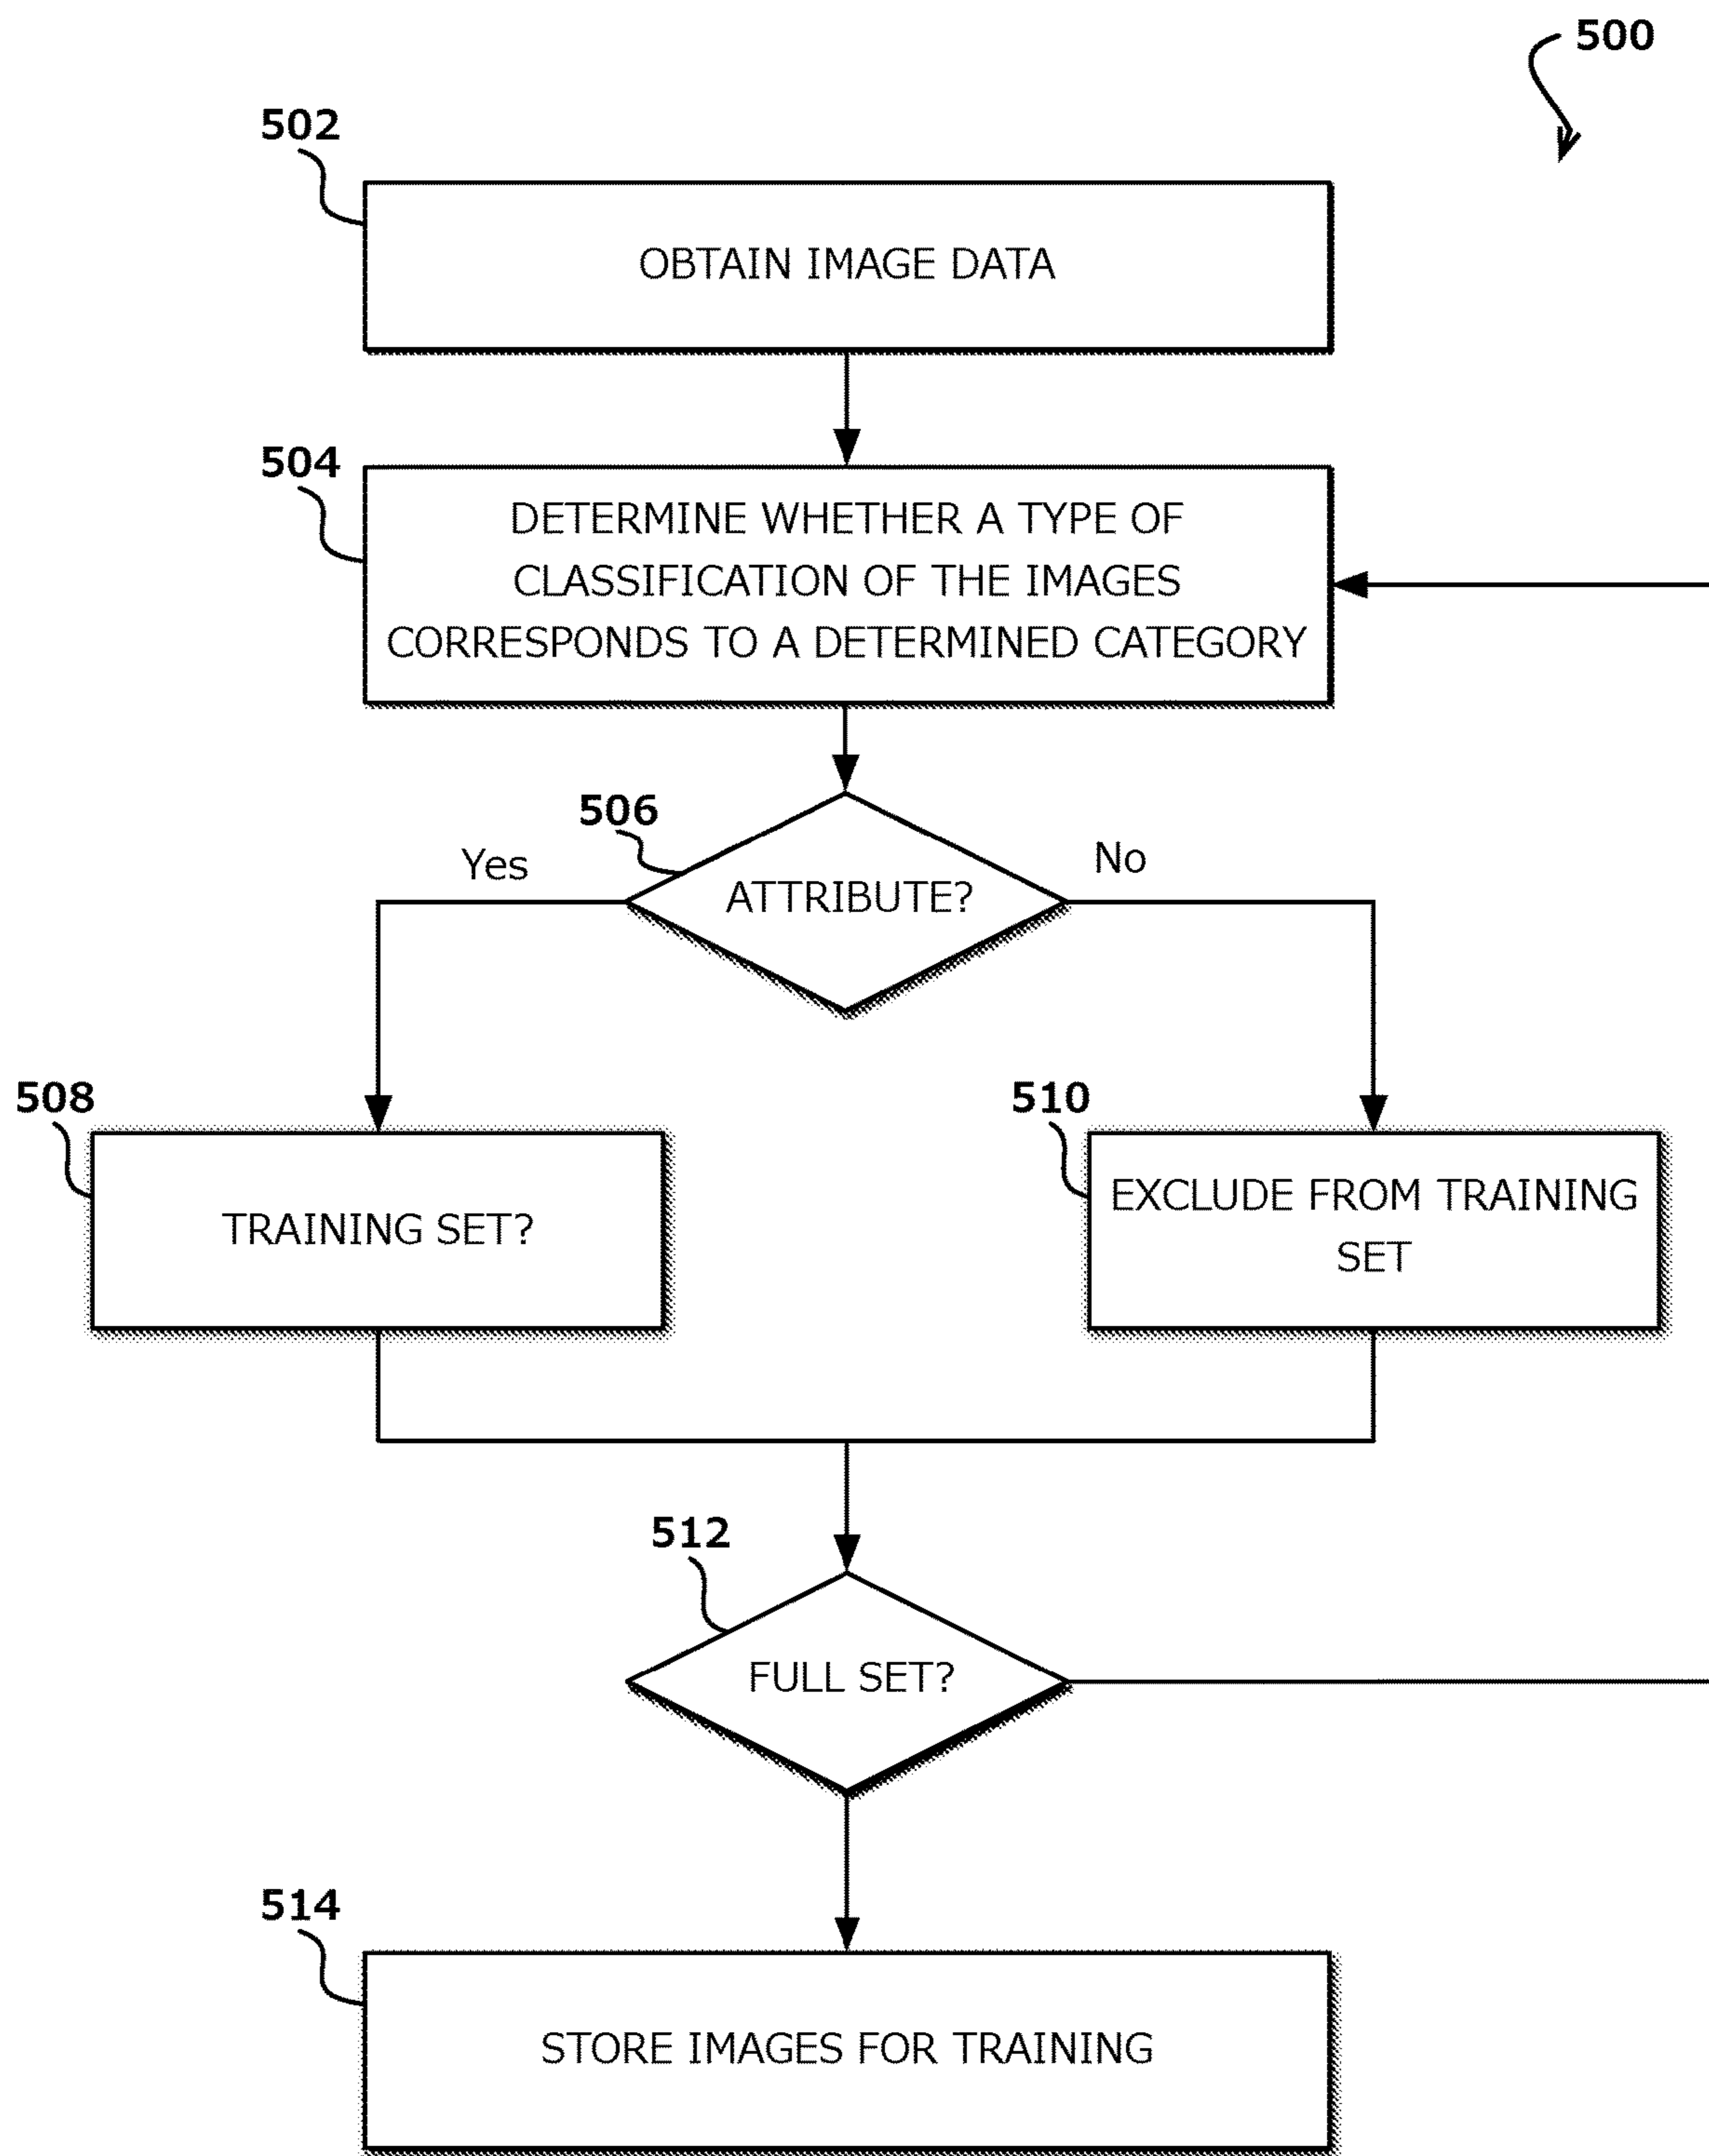 500
502
OBTAIN IMAGE DATA
504
DETERMINE WHETHER A TYPE OF
CLASSIFICATION OF THE IMAGES
CORRESPONDS TO A DETERMINED CATEGORY
506
Yes
No
ATTRIBUTE?
508
510
TRAINING SET?
EXCLUDE FROM TRAINING
SET
512
FULL SET?
514
STORE IMAGES FOR TRAINING